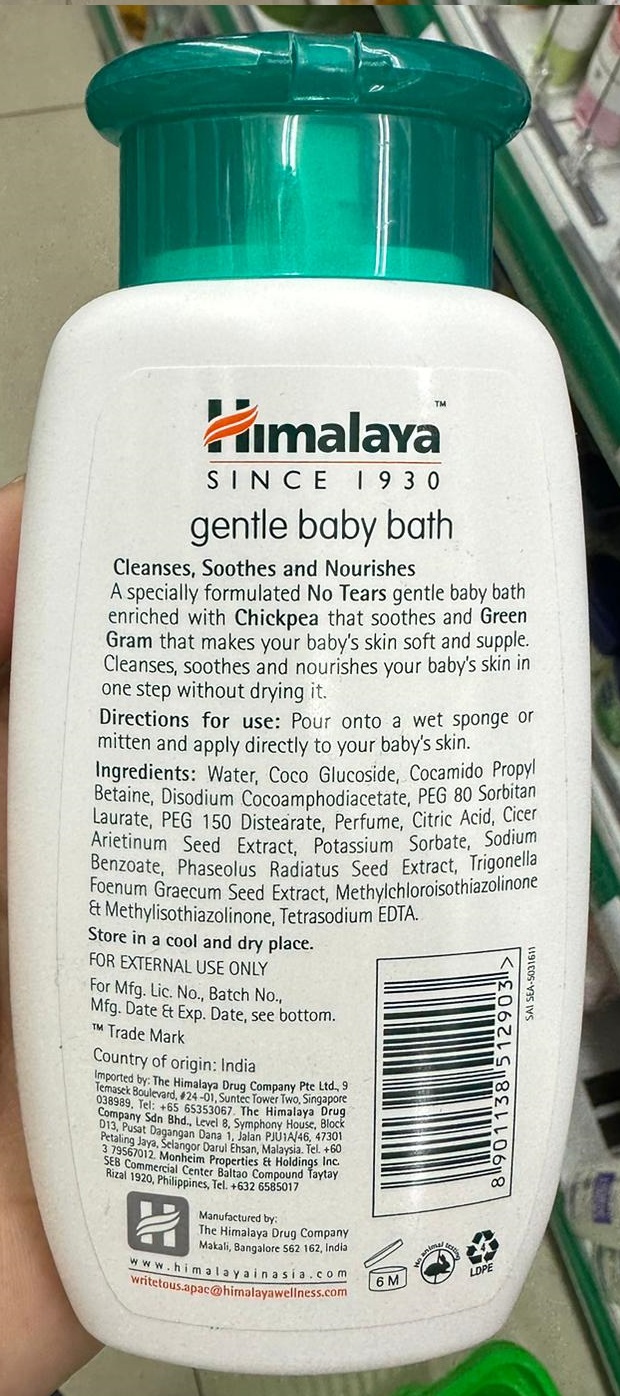 Himalaya™
SINCE 1930
gentle baby bath
Cleanses, Soothes and Nourishes
A specially formulated No Tears gentle baby bath
enriched with Chickpea that soothes and Green
Gram that makes your baby's skin soft and supple.
Cleanses, soothes and nourishes your baby's skin in
one step without drying it.
Directions for use: Pour onto a wet sponge or
mitten and apply directly to your baby's skin.
Ingredients: Water, Coco Glucoside, Cocamido Propyl
Betaine, Disodium Cocoamphodiacetate, PEG 80 Sorbitan
Laurate, PEG 150 Distearate, Perfume, Citric Acid, Cicer
Arietinum Seed Extract, Potassium Sorbate, Sodium
Benzoate, Phaseolus Radiatus Seed Extract, Trigonella
Foenum Graecum Seed Extract, Methylchloroisothiazolinone
& Methylisothiazolinone, Tetrasodium EDTA.
Store in a cool and dry place.
FOR EXTERNAL USE ONLY
For Mfg. Lic. No., Batch No.,
Mfg. Date & Exp. Date, see bottom.
™ Trade Mark
Country of origin: India
Imported by: The Himalaya Drug Company Pte Ltd., 9
Temasek Boulevard, #24-01, Suntec Tower Two, Singapore
038989, Tel: +65 65353067. The Himalaya Drug
Company Sdn Bhd., Level 8, Symphony House, Block
D13, Pusat Dagangan Dana 1, Jalan PJU1A/46, 47301
Petaling Jaya, Selangor Darul Ehsan, Malaysia. Tel. +60
3 79567012. Monheim Properties & Holdings Inc.
SEB Commercial Center Baltao Compound Taytay
Rizal 1920, Philippines, Tel. +632 6585017
Manufactured by:
The Himalaya Drug Company
Makali, Bangalore 562 162, India
www.himalayainasia.com
writetous.apac@himalayawellness.com
8 901138 512903 >
SAI SEA-5031611
6 M
No animal testing
4
LDPE